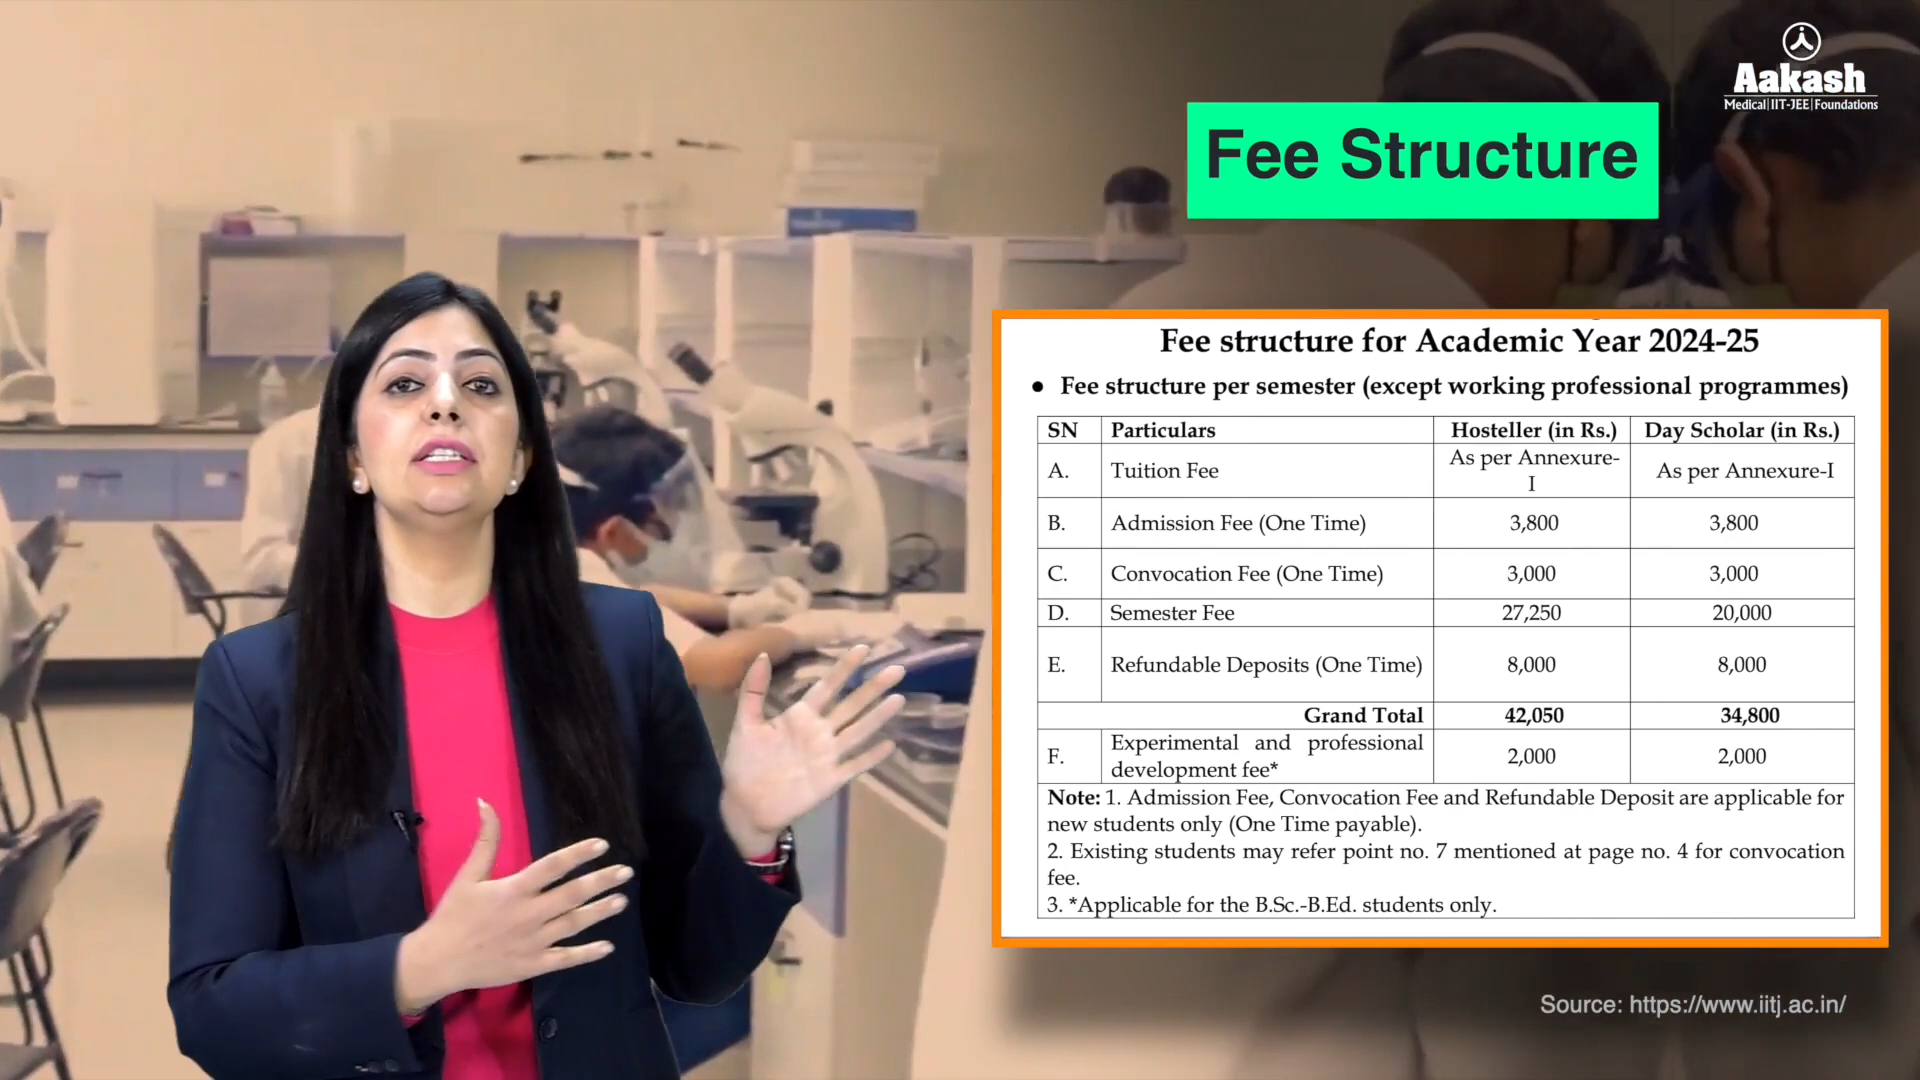 Aakash
Medical|IIT-JEE|Foundations
Fee Structure
Fee structure for Academic Year 2024-25
● Fee structure per semester (except working professional programmes)
SN Particulars Hosteller (in Rs.) Day Scholar (in Rs.)
A. Tuition Fee As per Annexure-I As per Annexure-I
B. Admission Fee (One Time) 3,800 3,800
C. Convocation Fee (One Time) 3,000 3,000
D. Semester Fee 27,250 20,000
E. Refundable Deposits (One Time) 8,000 8,000
Grand Total 42,050 34,800
F. Experimental and professional development fee* 2,000 2,000
Note: 1. Admission Fee, Convocation Fee and Refundable Deposit are applicable for
new students only (One Time payable).
2. Existing students may refer point no. 7 mentioned at page no. 4 for convocation
fee.
3. *Applicable for the B.Sc.-B.Ed. students only.
Source: https://www.iitj.ac.in/